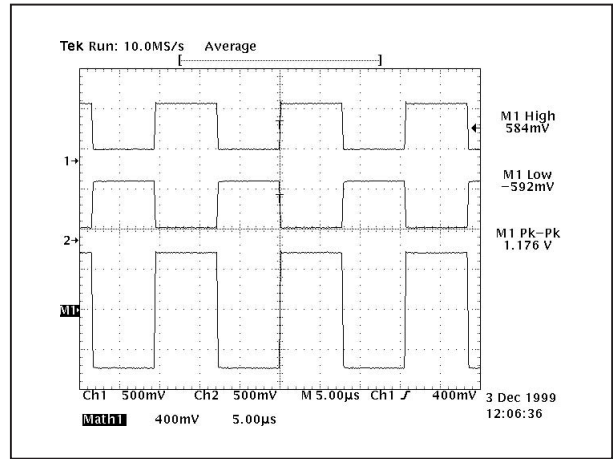 Tek Run: 10.0MS/s Average
M1 High
584mV
1
M1 Low
-592mV
M1 Pk-Pk
1.176 V
2
M1
Ch1 500mV Ch2 500mV M 5.00µs Ch1 400mV
Math1 400mV 5.00µs
3 Dec 1999
12:06:36